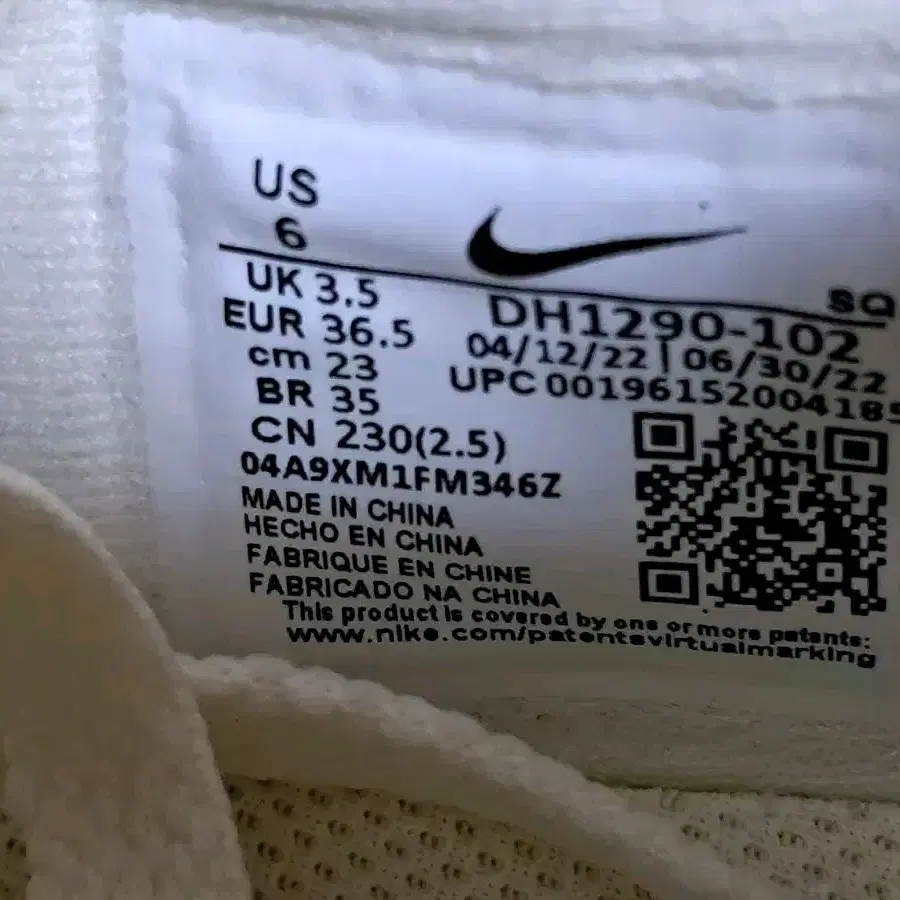 US
6
UK 3.5
EUR 36.5
cm 23
BR 35
CN 230(2.5)
04A9XM1FM346Z
SQ
DH1290-102
04/12/22 | 06/30/22
UPC 00196152004185
MADE IN CHINA
HECHO EN CHINA
FABRIQUE EN CHINE
FABRICADO NA CHINA
This product is covered by one or more patents:
www.nike.com/patentsvirtualmarking